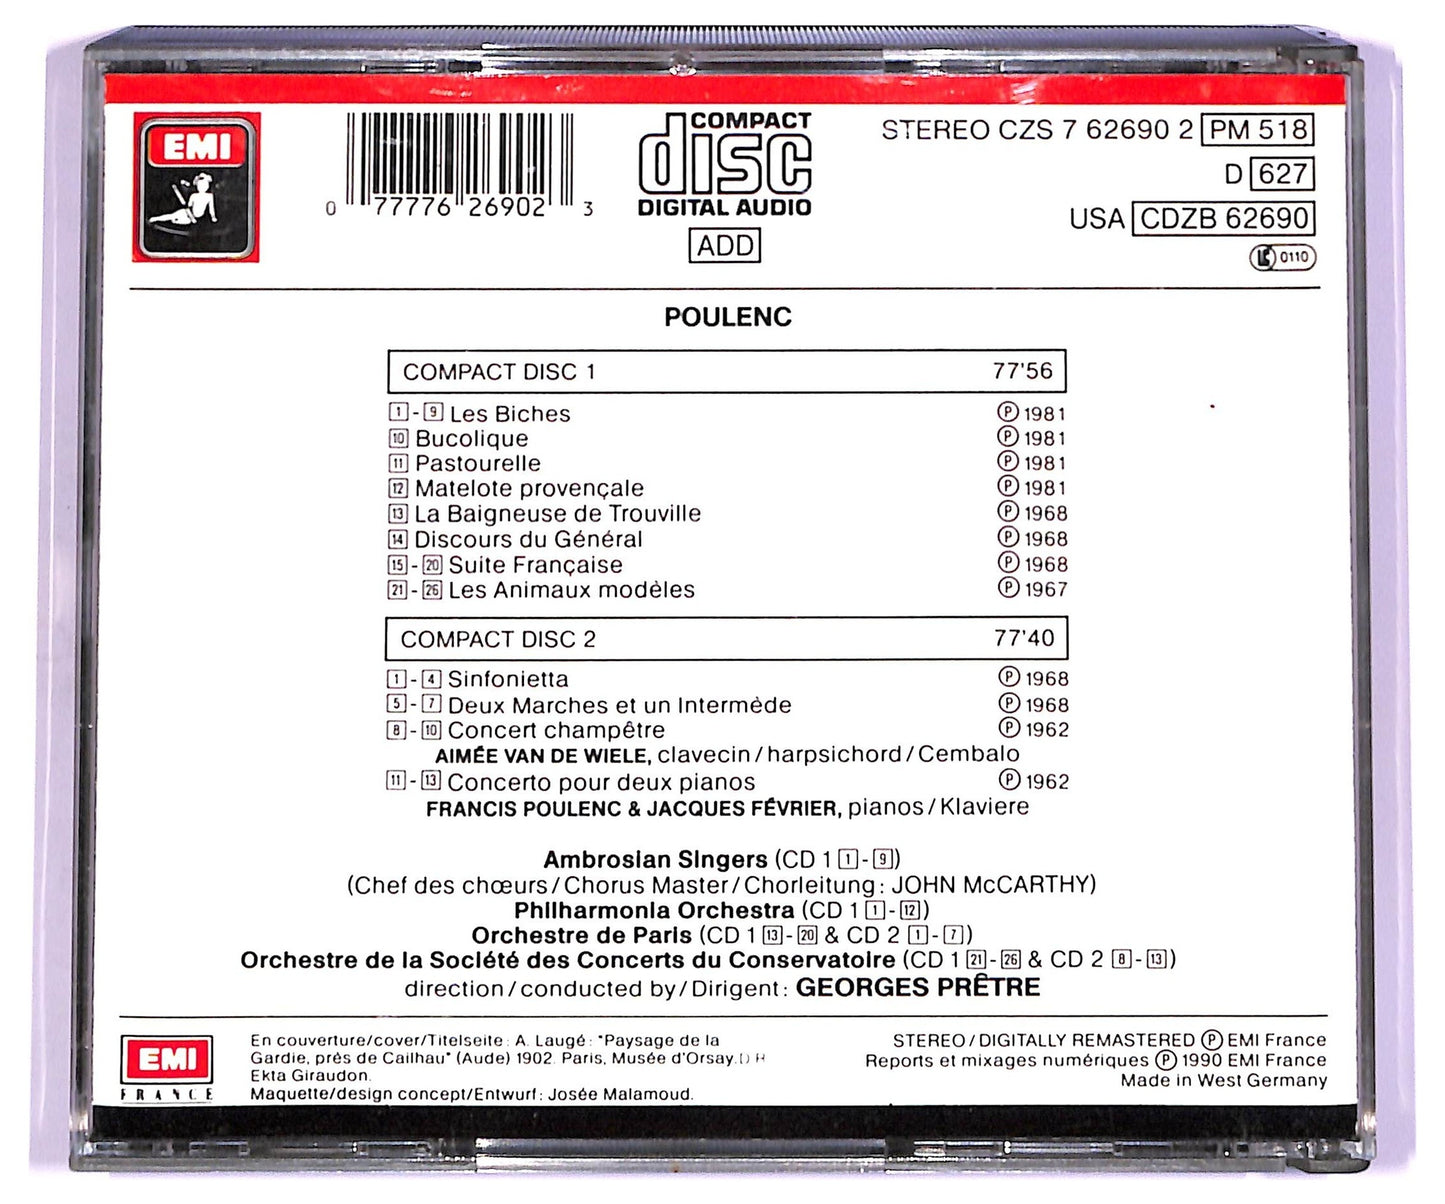 EMI
0 77776 26902 3
COMPACT
disc
DIGITAL AUDIO
ADD
STEREO CZS 7 62690 2 PM 518
D 627
USA CDZB 62690
LC 0110
POULENC
COMPACT DISC 1 77'56
1 - 9 Les Biches Ⓟ 1981
10 Bucolique Ⓟ 1981
11 Pastourelle Ⓟ 1981
12 Matelote provençale Ⓟ 1981
13 La Baigneuse de Trouville Ⓟ 1968
14 Discours du Général Ⓟ 1968
15 - 20 Suite Française Ⓟ 1968
21 - 26 Les Animaux modèles Ⓟ 1967
COMPACT DISC 2 77'40
1 - 4 Sinfonietta Ⓟ 1968
5 - 7 Deux Marches et un Intermède Ⓟ 1968
8 - 10 Concert champêtre Ⓟ 1962
AIMÉE VAN DE WIELE, clavecin / harpsichord / Cembalo
11 - 13 Concerto pour deux pianos Ⓟ 1962
FRANCIS POULENC & JACQUES FÉVRIER, pianos / Klaviere
Ambrosian Singers (CD 1 1 - 9)
(Chef des chœurs / Chorus Master / Chorleitung : JOHN McCARTHY)
Philharmonia Orchestra (CD 1 1 - 12)
Orchestre de Paris (CD 1 13 - 20 & CD 2 1 - 7)
Orchestre de la Société des Concerts du Conservatoire (CD 1 21 - 26 & CD 2 8 - 13)
direction / conducted by / Dirigent : GEORGES PRÊTRE
EMI
FRANCE
En couverture/cover/Titelseite : A. Laugé : "Paysage de la
Gardie, près de Cailhau" (Aude) 1902. Paris, Musée d'Orsay.
Ekta Giraudon.
Maquette/design concept/Entwurf : Josée Malamoud.
STEREO / DIGITALLY REMASTERED Ⓟ EMI France
Reports et mixages numériques Ⓟ 1990 EMI France
Made in West Germany